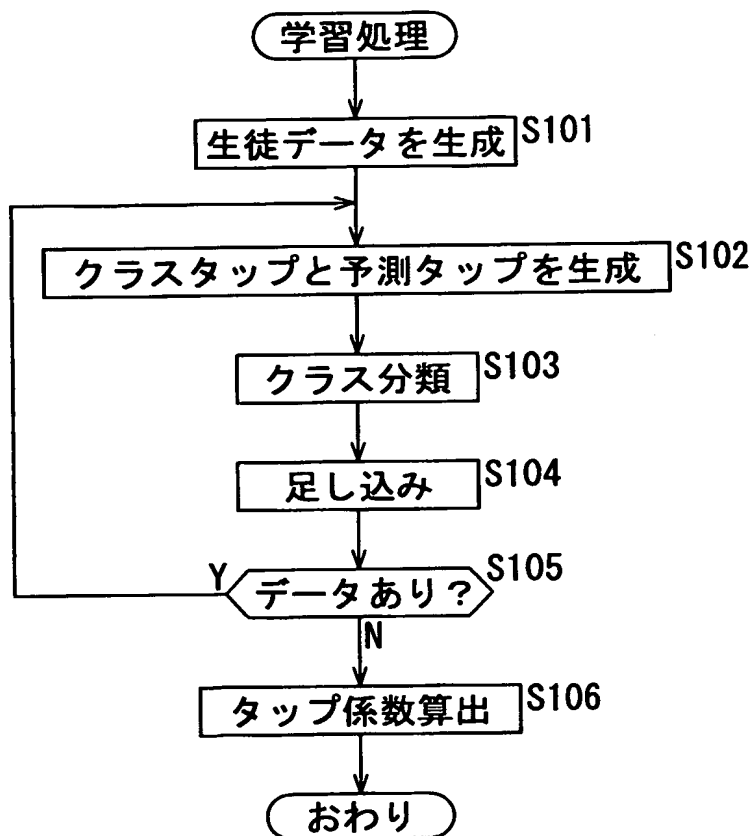 学習処理
生徒データを生成 S101
クラスタップと予測タップを生成 S102
クラス分類 S103
足し込み S104
データあり? S105
Y
N
タップ係数算出 S106
おわり